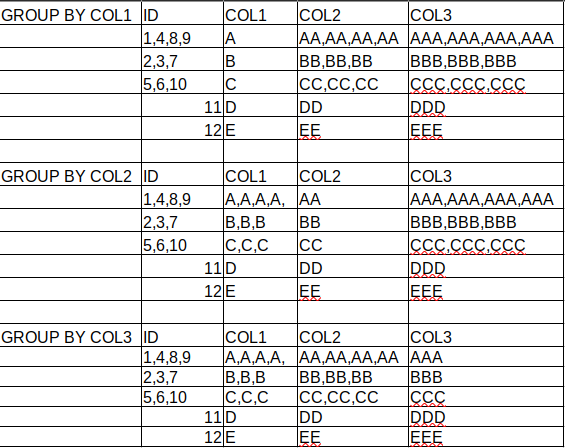 GROUP BY COL1 ID COL1 COL2 COL3
1,4,8,9 A AA,AA,AA,AA AAA,AAA,AAA,AAA
2,3,7 B BB,BB,BB BBB,BBB,BBB
5,6,10 C CC,CC,CC CCC,CCC,CCC
11 D DD DDD
12 E EE EEE
GROUP BY COL2 ID COL1 COL2 COL3
1,4,8,9 A,A,A,A, AA AAA,AAA,AAA,AAA
2,3,7 B,B,B BB BBB,BBB,BBB
5,6,10 C,C,C CC CCC,CCC,CCC
11 D DD DDD
12 E EE EEE
GROUP BY COL3 ID COL1 COL2 COL3
1,4,8,9 A,A,A,A, AA,AA,AA,AA AAA
2,3,7 B,B,B BB,BB,BB BBB
5,6,10 C,C,C CC,CC,CC CCC
11 D DD DDD
12 E EE EEE